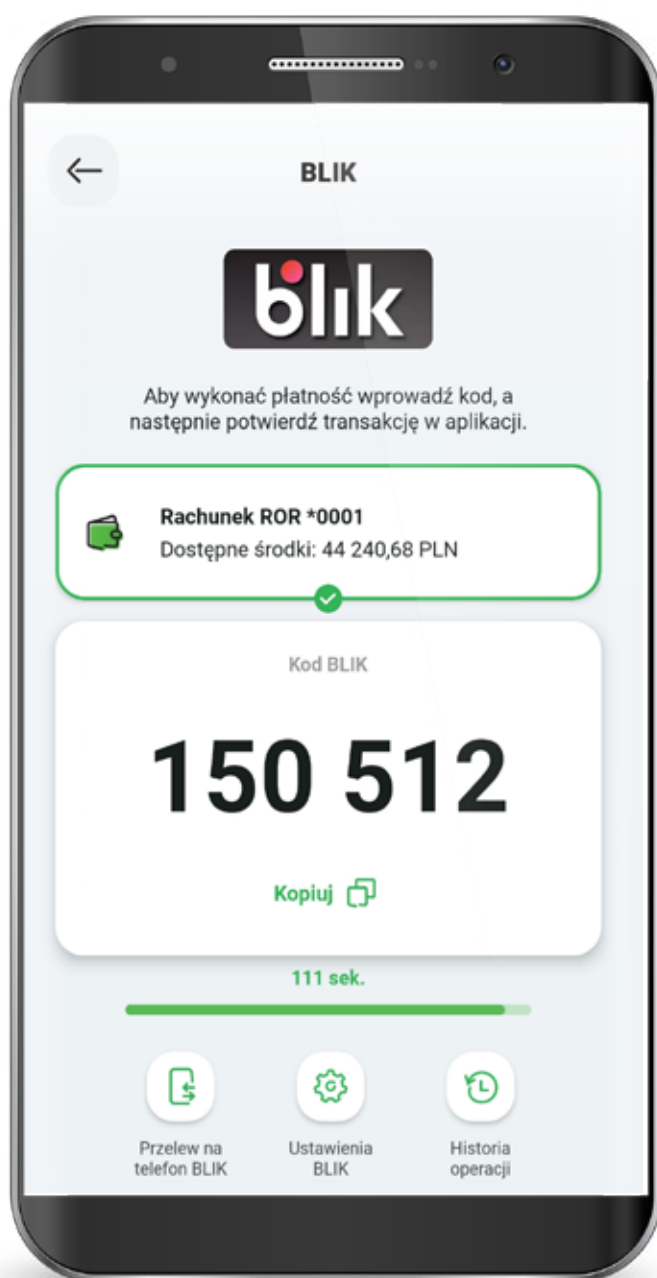 BLIK
blik
Aby wykonać płatność wprowadź kod, a
następnie potwierdź transakcję w aplikacji.
Rachunek ROR *0001
Dostępne środki: 44 240,68 PLN
Kod BLIK
150 512
Kopiuj
111 sek.
Przelew na
telefon BLIK
Ustawienia
BLIK
Historia
operacji